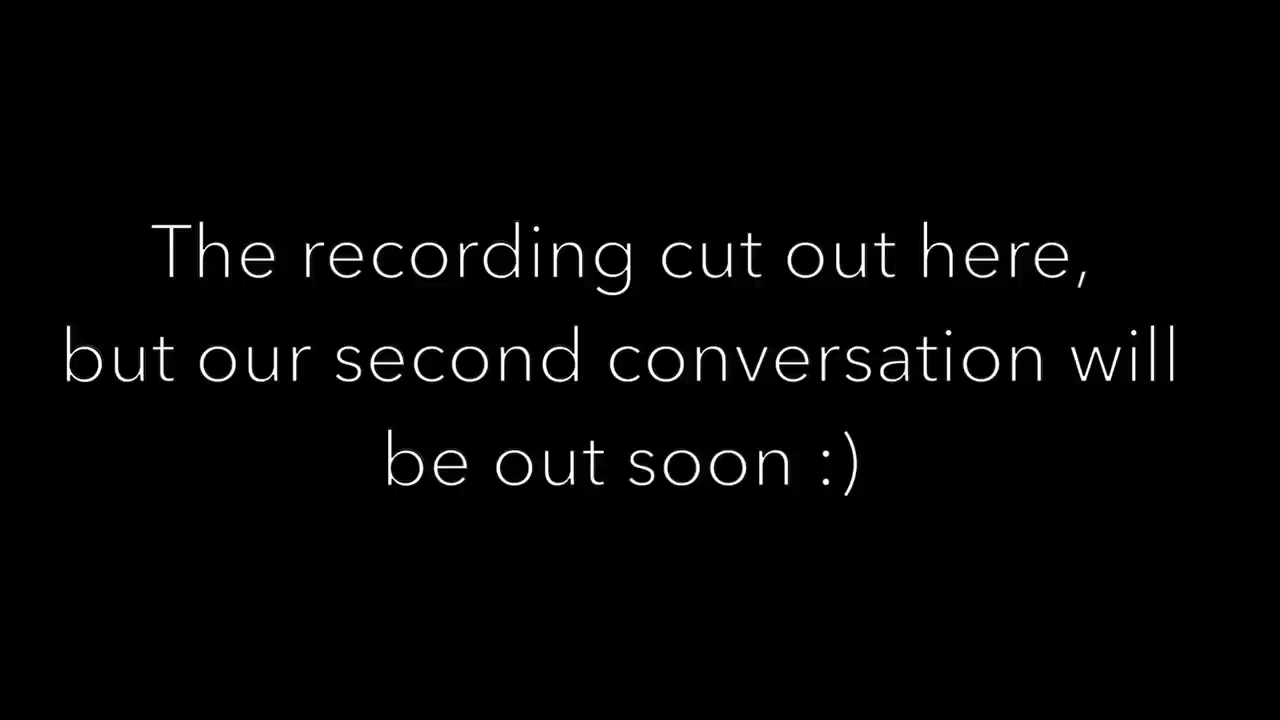 The recording cut out here,
but our second conversation will
be out soon :)